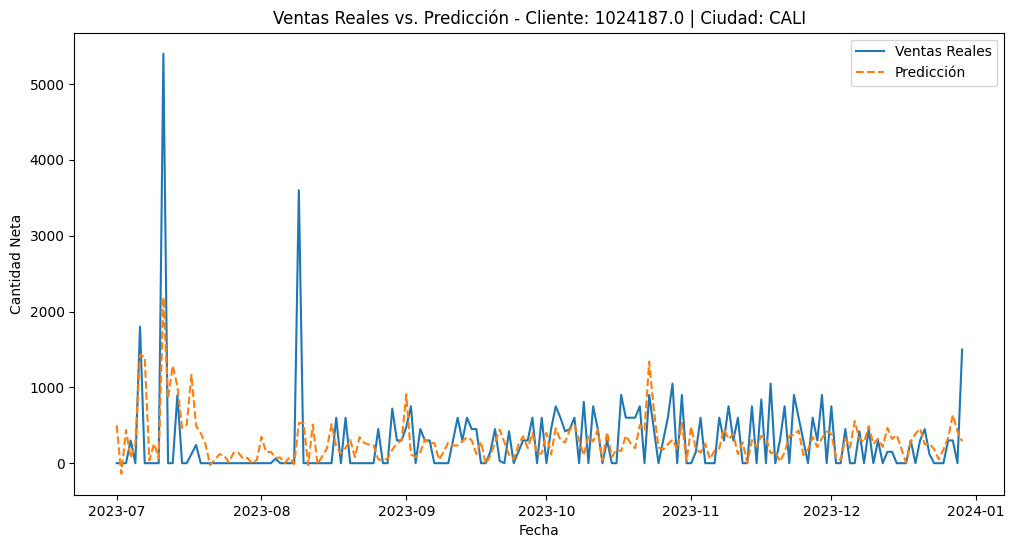 Ventas Reales vs. Predicción - Cliente: 1024187.0 | Ciudad: CALI
Ventas Reales
Predicción
Cantidad Neta
5000
4000
3000
2000
1000
0
2023-07
2023-08
2023-09
2023-10
2023-11
2023-12
2024-01
Fecha